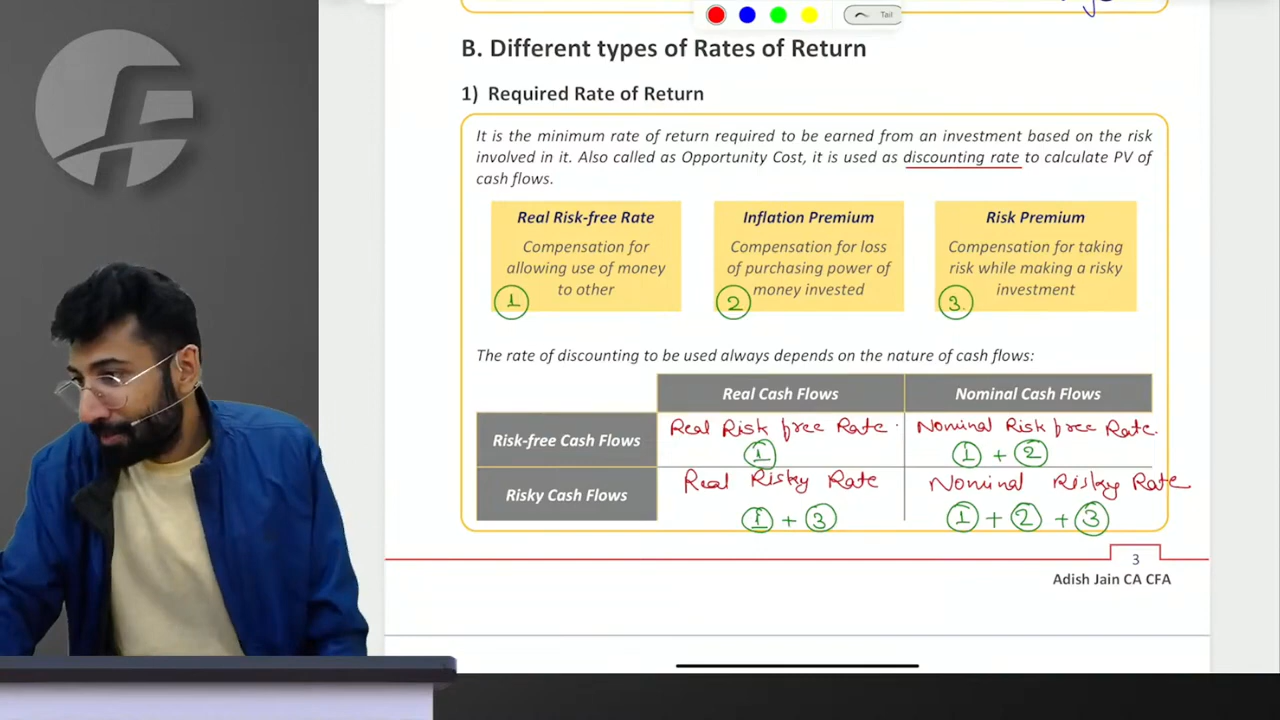 Tail
B. Different types of Rates of Return
1) Required Rate of Return
It is the minimum rate of return required to be earned from an investment based on the risk
involved in it. Also called as Opportunity Cost, it is used as discounting rate to calculate PV of
cash flows.
Real Risk-free Rate
Compensation for
allowing use of money
to other
1
Inflation Premium
Compensation for loss
of purchasing power of
money invested
2
Risk Premium
Compensation for taking
risk while making a risky
investment
3.
The rate of discounting to be used always depends on the nature of cash flows:
Real Cash Flows Nominal Cash Flows
Risk-free Cash Flows
Real Risk free Rate.
1
Nominal Risk free Rate.
1 + 2
Risky Cash Flows
Real Risky Rate
1 + 3
Nominal Risky Rate
1 + 2 + 3
3
Adish Jain CA CFA